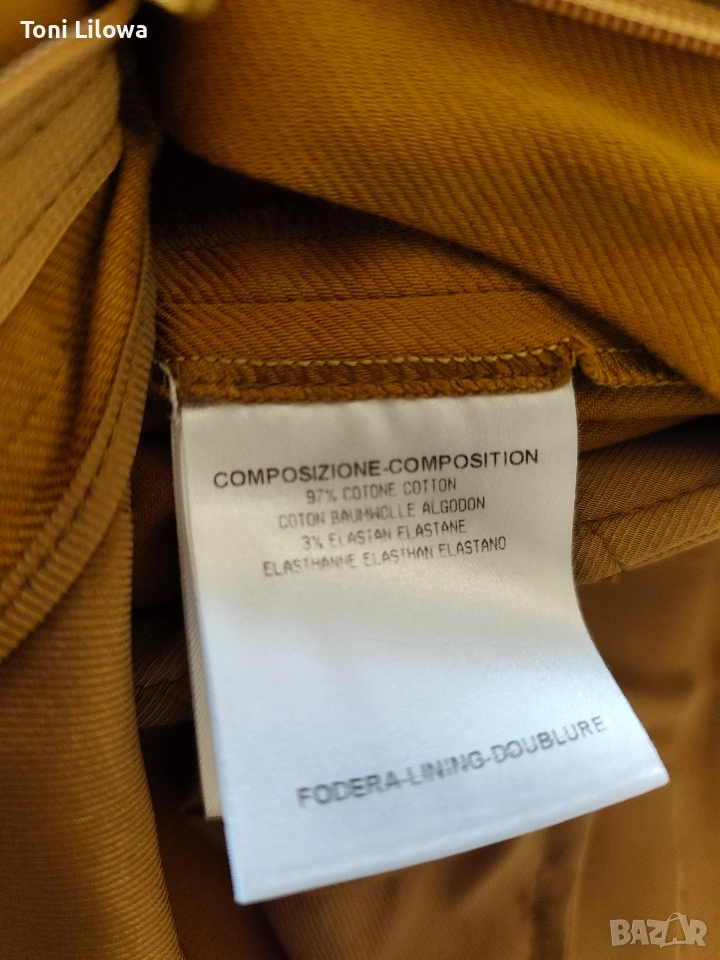 Toni Lilowa
COMPOSIZIONE-COMPOSITION
97% COTONE COTTON
COTON BAUMWOLLE ALGODON
3% ELASTAN ELASTANE
ELASTHANNE ELASTHAN ELASTANO
FODERA-LINING-DOUBLURE
BAZAR